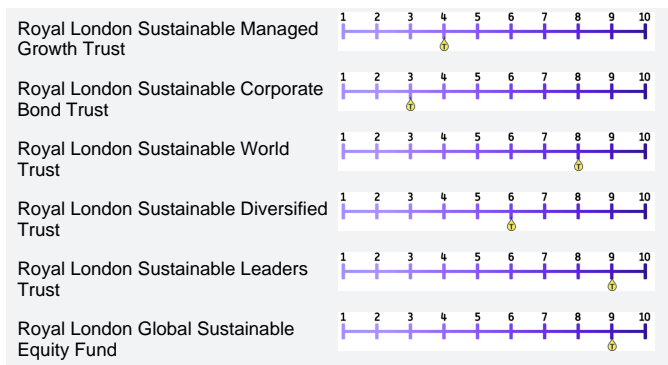 1 2 3 4 5 6 7 8 9 10
Royal London Sustainable Managed
Growth Trust
T
1 2 3 4 5 6 7 8 9 10
Royal London Sustainable Corporate
Bond Trust
T
1 2 3 4 5 6 7 8 9 10
Royal London Sustainable World
Trust
T
1 2 3 4 5 6 7 8 9 10
Royal London Sustainable Diversified
Trust
T
1 2 3 4 5 6 7 8 9 10
Royal London Sustainable Leaders
Trust
T
1 2 3 4 5 6 7 8 9 10
Royal London Global Sustainable
Equity Fund
T